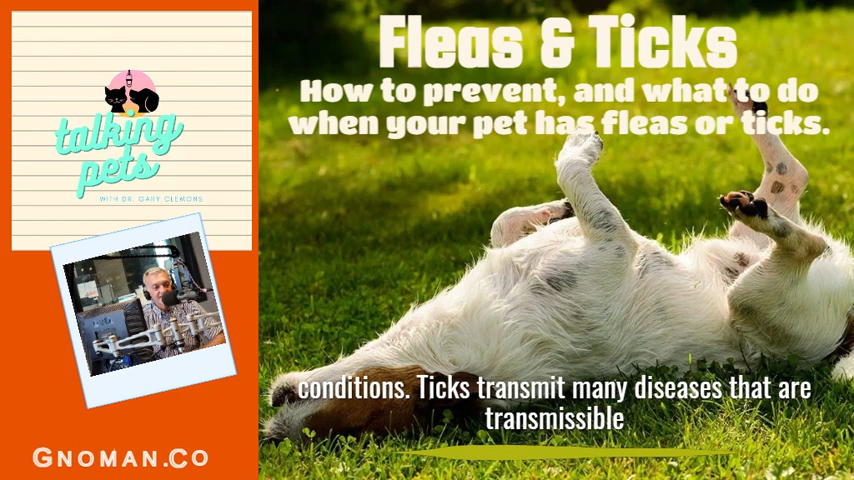 talking
pets
WITH DR. GARY CLEMONS
GNOMAN.CO
Fleas & Ticks
How to prevent, and what to do
when your pet has fleas or ticks.
conditions. Ticks transmit many diseases that are
transmissible